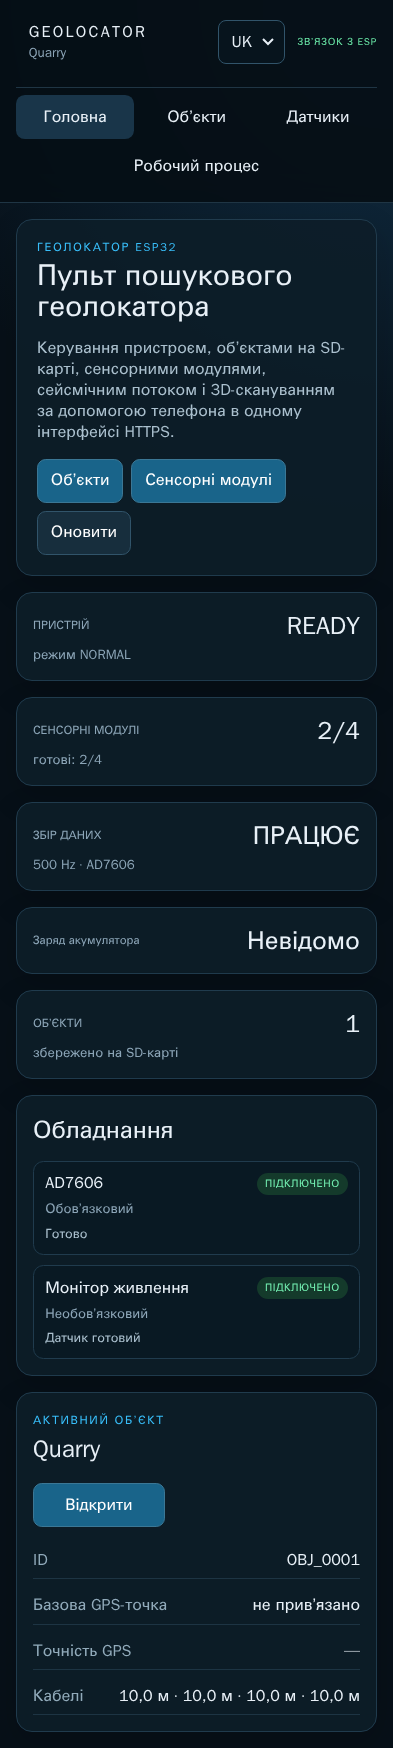 GEOLOCATOR
Quarry
UK
ЗВ'ЯЗОК З ESP
Головна
Об'єкти
Датчики
Робочий процес
ГЕОЛОКАТОР ESP32
Пульт пошукового
геолокатора
Керування пристроєм, об'єктами на SD-
карті, сенсорними модулями,
сейсмічним потоком і 3D-скануванням
за допомогою телефона в одному
інтерфейсі HTTPS.
Об'єкти
Сенсорні модулі
Оновити
ПРИСТРІЙ
READY
режим NORMAL
СЕНСОРНІ МОДУЛІ
2/4
готові: 2/4
ЗБІР ДАНИХ
ПРАЦЮЄ
500 Hz · AD7606
Заряд акумулятора
Невідомо
ОБ'ЄКТИ
1
збережено на SD-карті
Обладнання
AD7606
ПІДКЛЮЧЕНО
Обов'язковий
Готово
Монітор живлення
ПІДКЛЮЧЕНО
Необов'язковий
Датчик готовий
АКТИВНИЙ ОБ'ЄКТ
Quarry
Відкрити
ID
OBJ_0001
Базова GPS-точка
не прив'язано
Точність GPS
—
Кабелі
10,0 м · 10,0 м · 10,0 м · 10,0 м